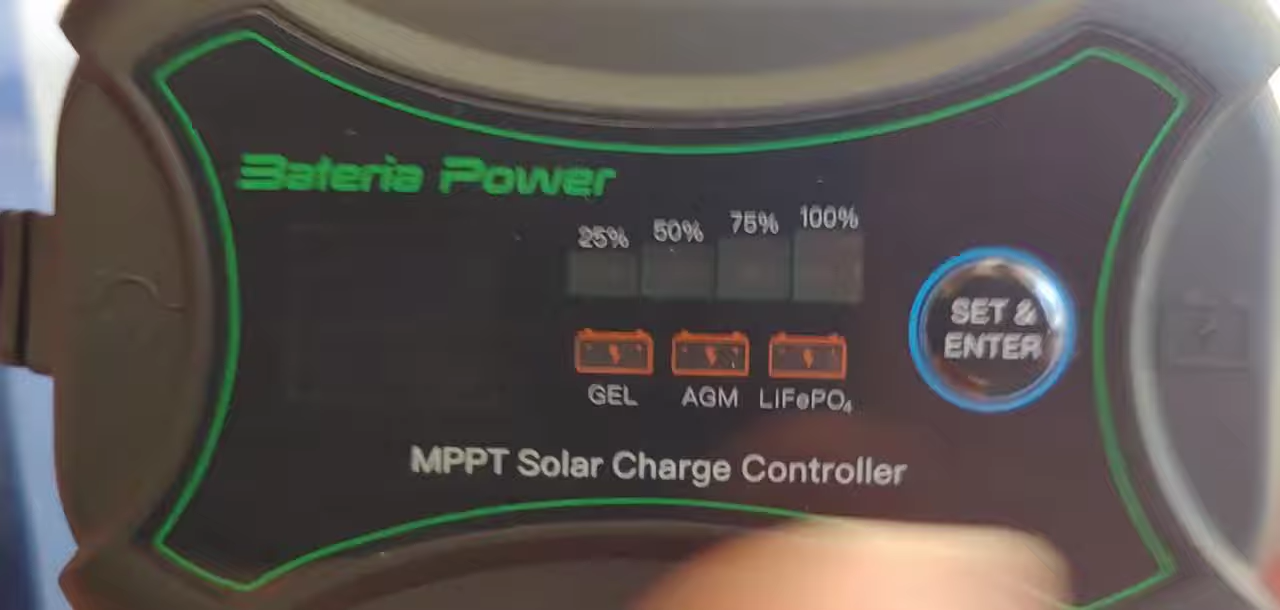 Bateria Power
25% 50% 75% 100%
SET &
ENTER
GEL AGM LiFePO₄
MPPT Solar Charge Controller